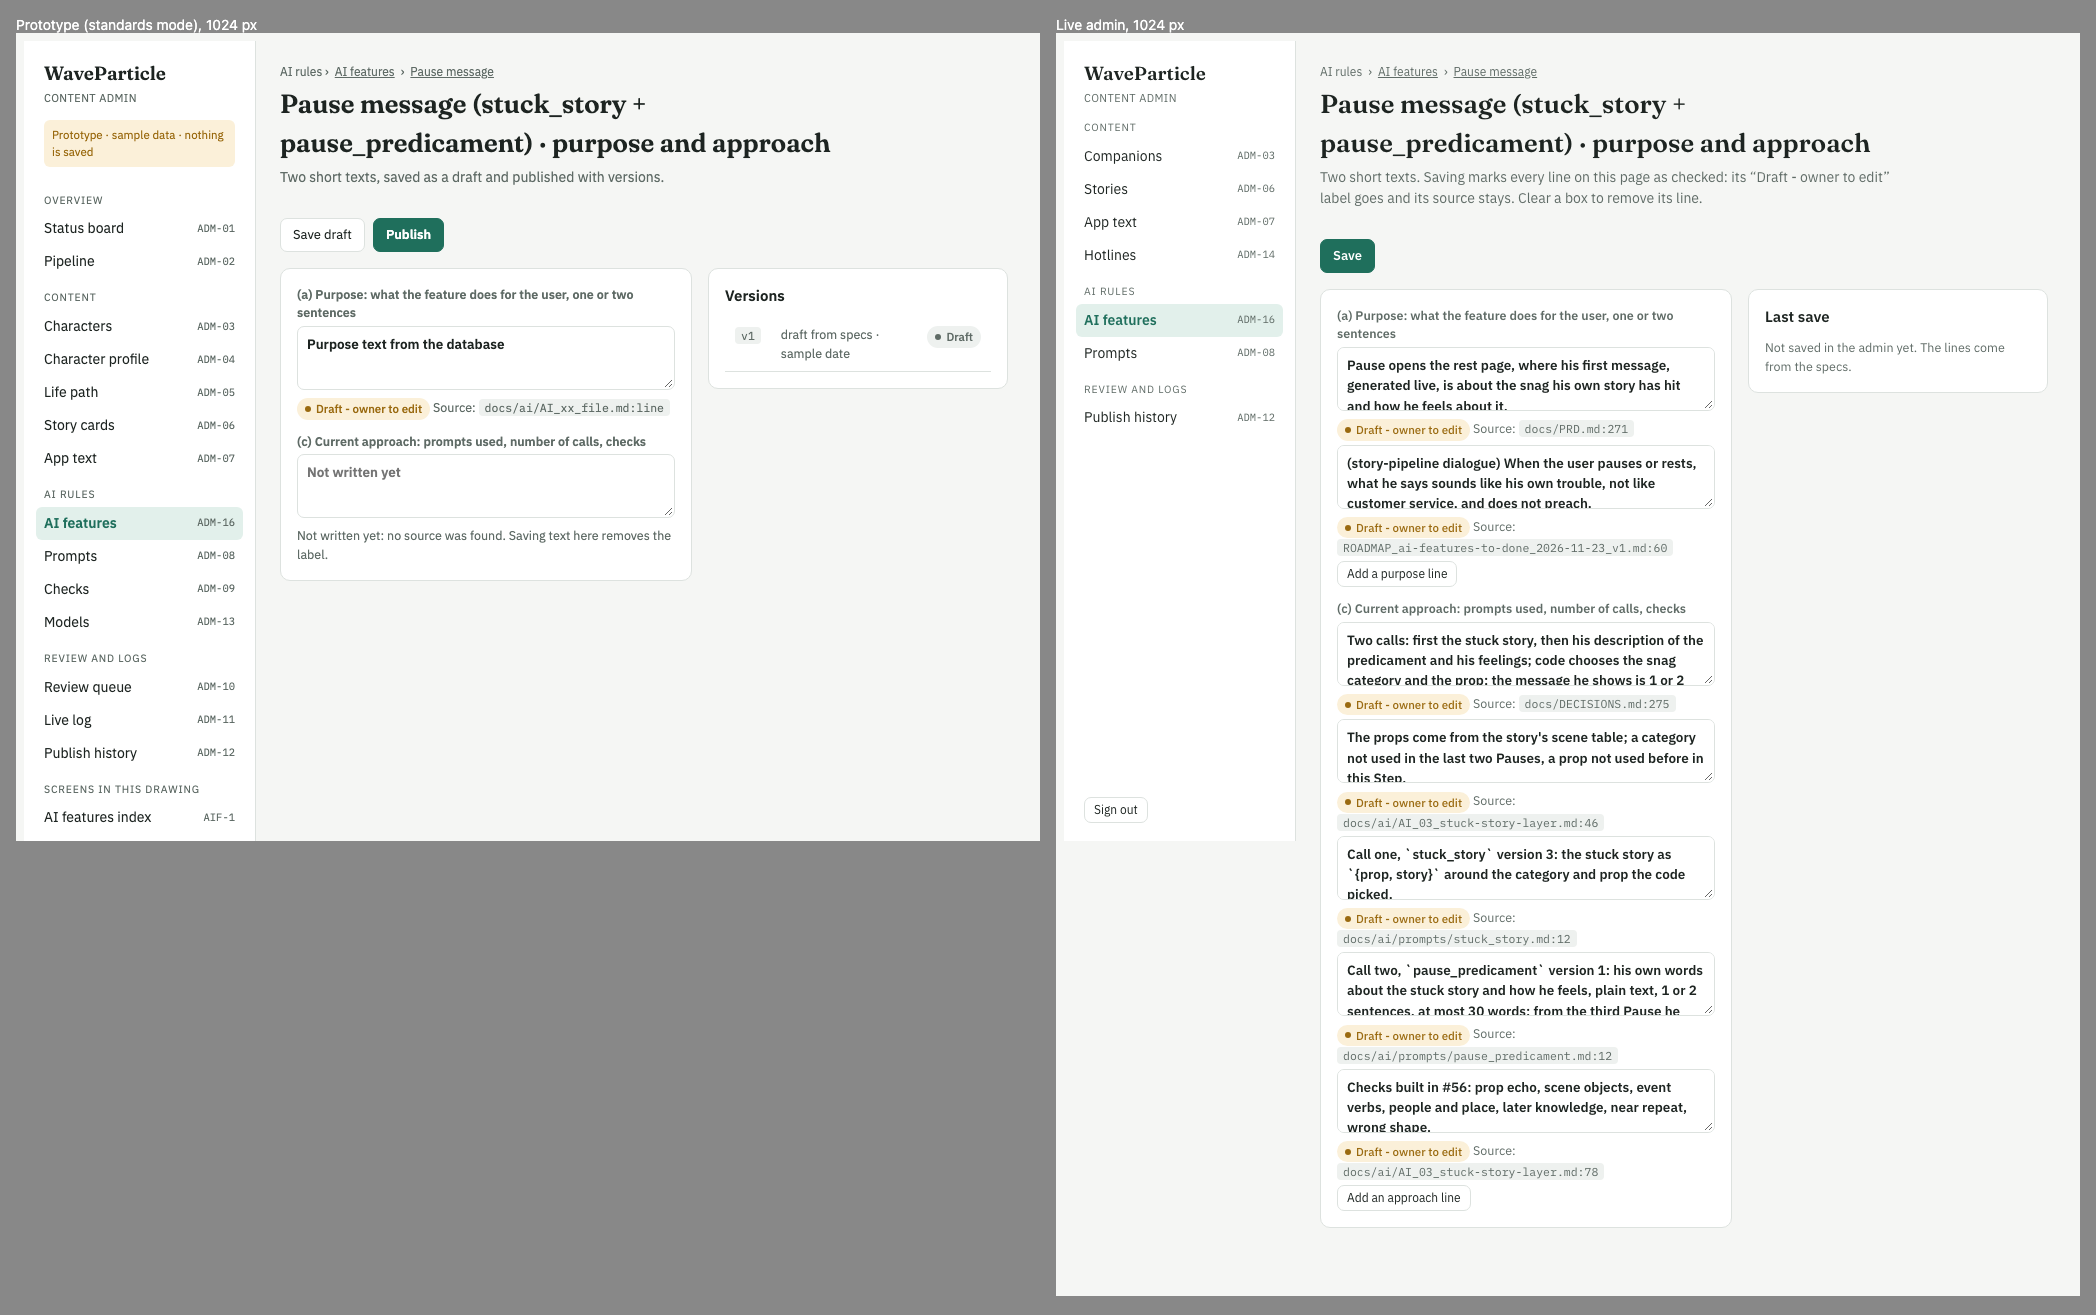 Prototype (standards mode), 1024 px
WaveParticle
CONTENT ADMIN
Prototype · sample data · nothing
is saved
OVERVIEW
Status board ADM-01
Pipeline ADM-02
CONTENT
Characters ADM-03
Character profile ADM-04
Life path ADM-05
Story cards ADM-06
App text ADM-07
AI RULES
AI features ADM-16
Prompts ADM-08
Checks ADM-09
Models ADM-13
REVIEW AND LOGS
Review queue ADM-10
Live log ADM-11
Publish history ADM-12
SCREENS IN THIS DRAWING
AI features index AIF-1
AI rules › AI features › Pause message
Pause message (stuck_story +
pause_predicament) · purpose and approach
Two short texts, saved as a draft and published with versions.
Save draft Publish
(a) Purpose: what the feature does for the user, one or two
sentences
Purpose text from the database
Draft - owner to edit Source: docs/ai/AI_xx_file.md:line
(c) Current approach: prompts used, number of calls, checks
Not written yet
Not written yet: no source was found. Saving text here removes the
label.
Versions
v1 draft from specs ·
sample date
Draft
Live admin, 1024 px
WaveParticle
CONTENT ADMIN
CONTENT
Companions ADM-03
Stories ADM-06
App text ADM-07
Hotlines ADM-14
AI RULES
AI features ADM-16
Prompts ADM-08
REVIEW AND LOGS
Publish history ADM-12
Sign out
AI rules › AI features › Pause message
Pause message (stuck_story +
pause_predicament) · purpose and approach
Two short texts. Saving marks every line on this page as checked: its “Draft - owner to edit”
label goes and its source stays. Clear a box to remove its line.
Save
(a) Purpose: what the feature does for the user, one or two
sentences
Pause opens the rest page, where his first message,
generated live, is about the snag his own story has hit
and how he feels about it.
Draft - owner to edit Source: docs/PRD.md:271
(story-pipeline dialogue) When the user pauses or rests,
what he says sounds like his own trouble, not like
customer service, and does not preach.
Draft - owner to edit Source:
ROADMAP_ai-features-to-done_2026-11-23_v1.md:60
Add a purpose line
(c) Current approach: prompts used, number of calls, checks
Two calls: first the stuck story, then his description of the
predicament and his feelings; code chooses the snag
category and the prop; the message he shows is 1 or 2
Draft - owner to edit Source: docs/DECISIONS.md:275
The props come from the story's scene table; a category
not used in the last two Pauses, a prop not used before in
this Step.
Draft - owner to edit Source:
docs/ai/AI_03_stuck-story-layer.md:46
Call one, `stuck_story` version 3: the stuck story as
`{prop, story}` around the category and prop the code
picked.
Draft - owner to edit Source:
docs/ai/prompts/stuck_story.md:12
Call two, `pause_predicament` version 1: his own words
about the stuck story and how he feels, plain text, 1 or 2
sentences, at most 30 words; from the third Pause he
Draft - owner to edit Source:
docs/ai/prompts/pause_predicament.md:12
Checks built in #56: prop echo, scene objects, event
verbs, people and place, later knowledge, near repeat,
wrong shape.
Draft - owner to edit Source:
docs/ai/AI_03_stuck-story-layer.md:78
Add an approach line
Last save
Not saved in the admin yet. The lines come
from the specs.